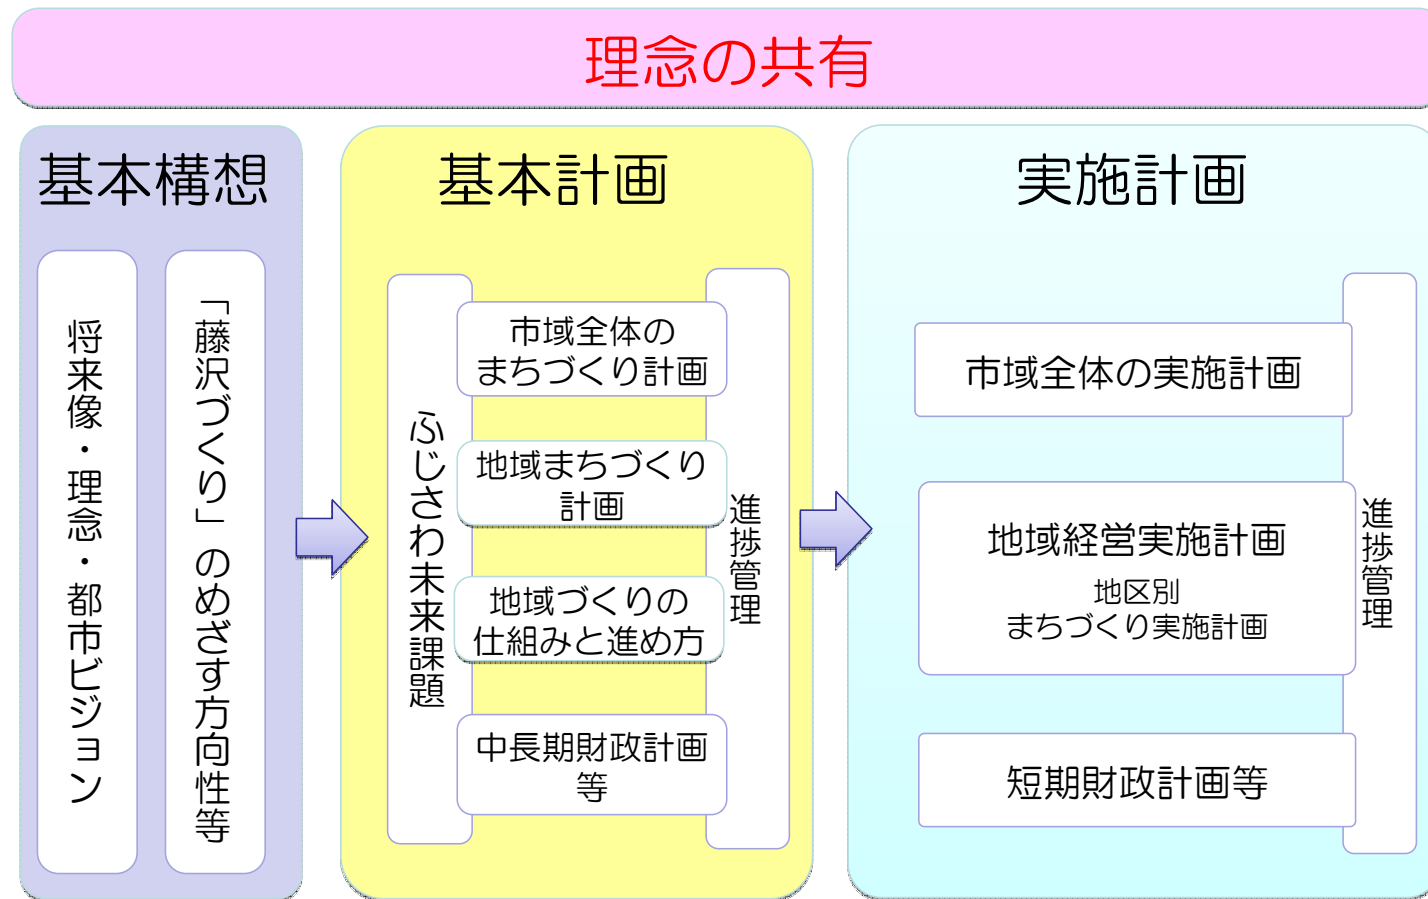 理念の共有
基本構想
将来像・理念・都市ビジョン
「藤沢づくり」のめざす方向性等
基本計画
ふじさわ未来課題
市域全体の
まちづくり計画
地域まちづくり
計画
地域づくりの
仕組みと進め方
中長期財政計画
等
進捗管理
実施計画
市域全体の実施計画
地域経営実施計画
地区別
まちづくり実施計画
短期財政計画等
進捗管理